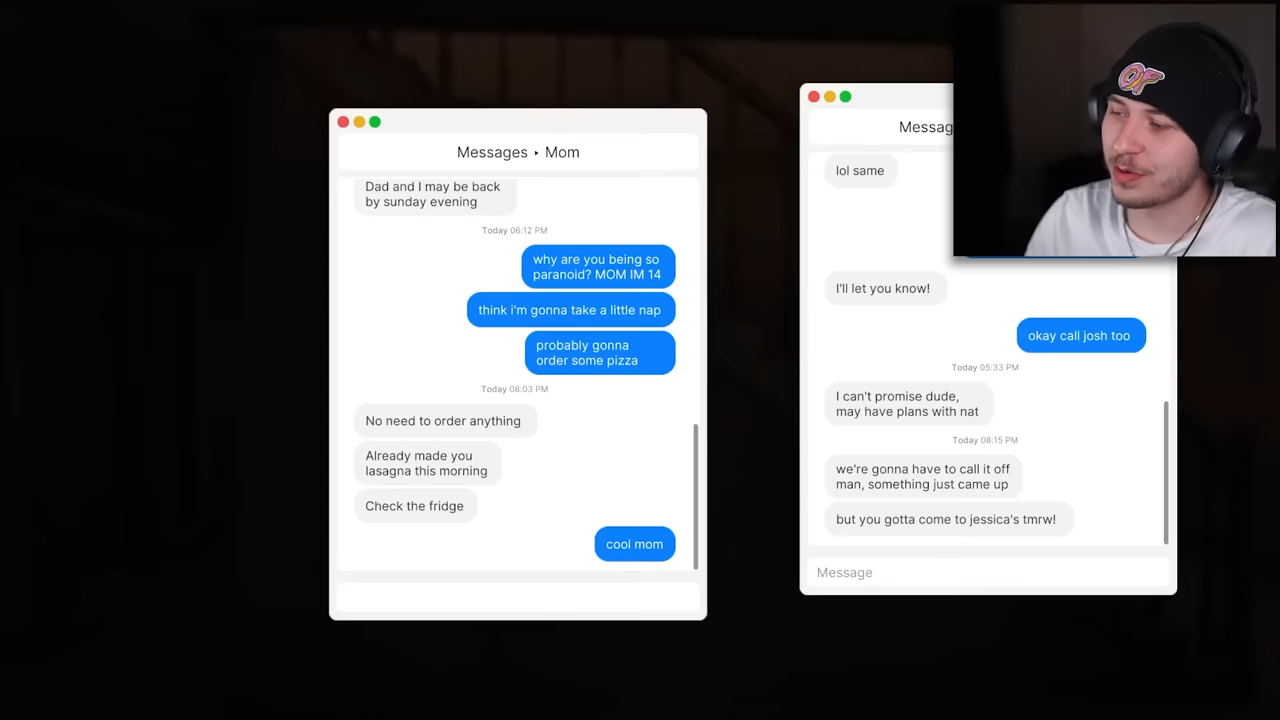 Messages ‣ Mom
Dad and I may be back
by sunday evening
Today 06:12 PM
why are you being so
paranoid? MOM IM 14
think i'm gonna take a little nap
probably gonna
order some pizza
Today 08:03 PM
No need to order anything
Already made you
lasagna this morning
Check the fridge
cool mom
Messag
lol same
I'll let you know!
okay call josh too
Today 05:33 PM
I can't promise dude,
may have plans with nat
Today 08:15 PM
we're gonna have to call it off
man, something just came up
but you gotta come to jessica's tmrw!
Message
OF